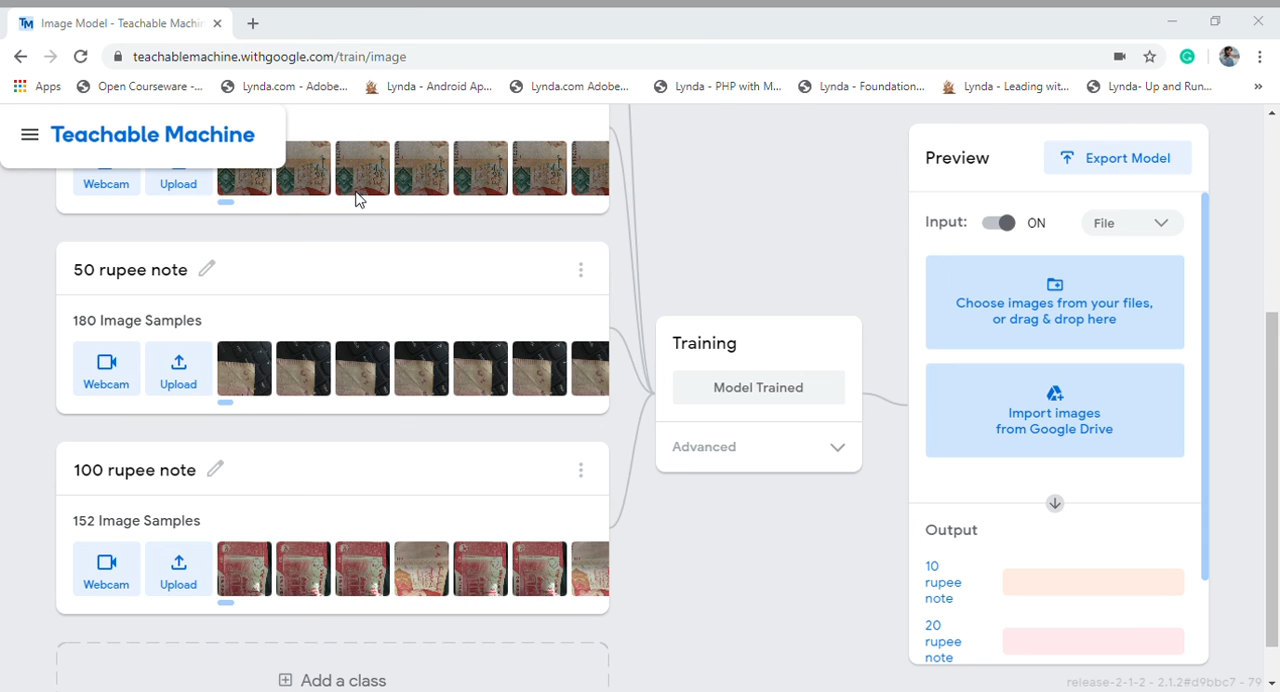 Image Model - Teachable Machin
teachablemachine.withgoogle.com/train/image
Apps
Open Courseware -...
Lynda.com - Adobe...
Lynda - Android Ap...
Lynda.com Adobe...
Lynda - PHP with M...
Lynda - Foundation...
Lynda - Leading wit...
Lynda- Up and Run...
Teachable Machine
Webcam
Upload
50 rupee note
180 Image Samples
Webcam
Upload
100 rupee note
152 Image Samples
Webcam
Upload
Add a class
Training
Model Trained
Advanced
Preview
Export Model
Input:
ON
File
Choose images from your files,
or drag & drop here
Import images
from Google Drive
Output
10
rupee
note
20
rupee
note
release-2-1-2 - 2.1.2#d9bbc7 - 79